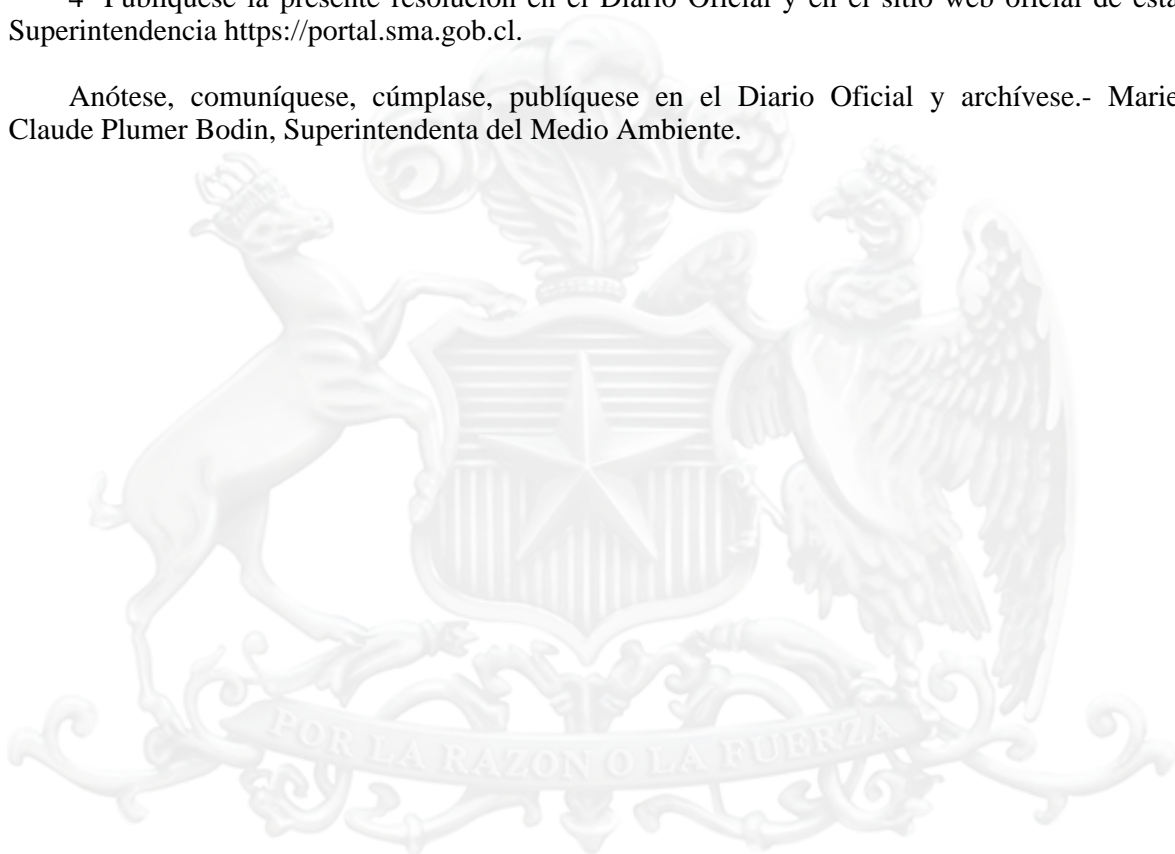 4° Publíquese la presente resolución en el Diario Oficial y en el sitio web oficial de esta
Superintendencia https://portal.sma.gob.cl.
Anótese, comuníquese, cúmplase, publíquese en el Diario Oficial y archívese.- Marie
Claude Plumer Bodin, Superintendenta del Medio Ambiente.
POR LA RAZON O LA FUERZA